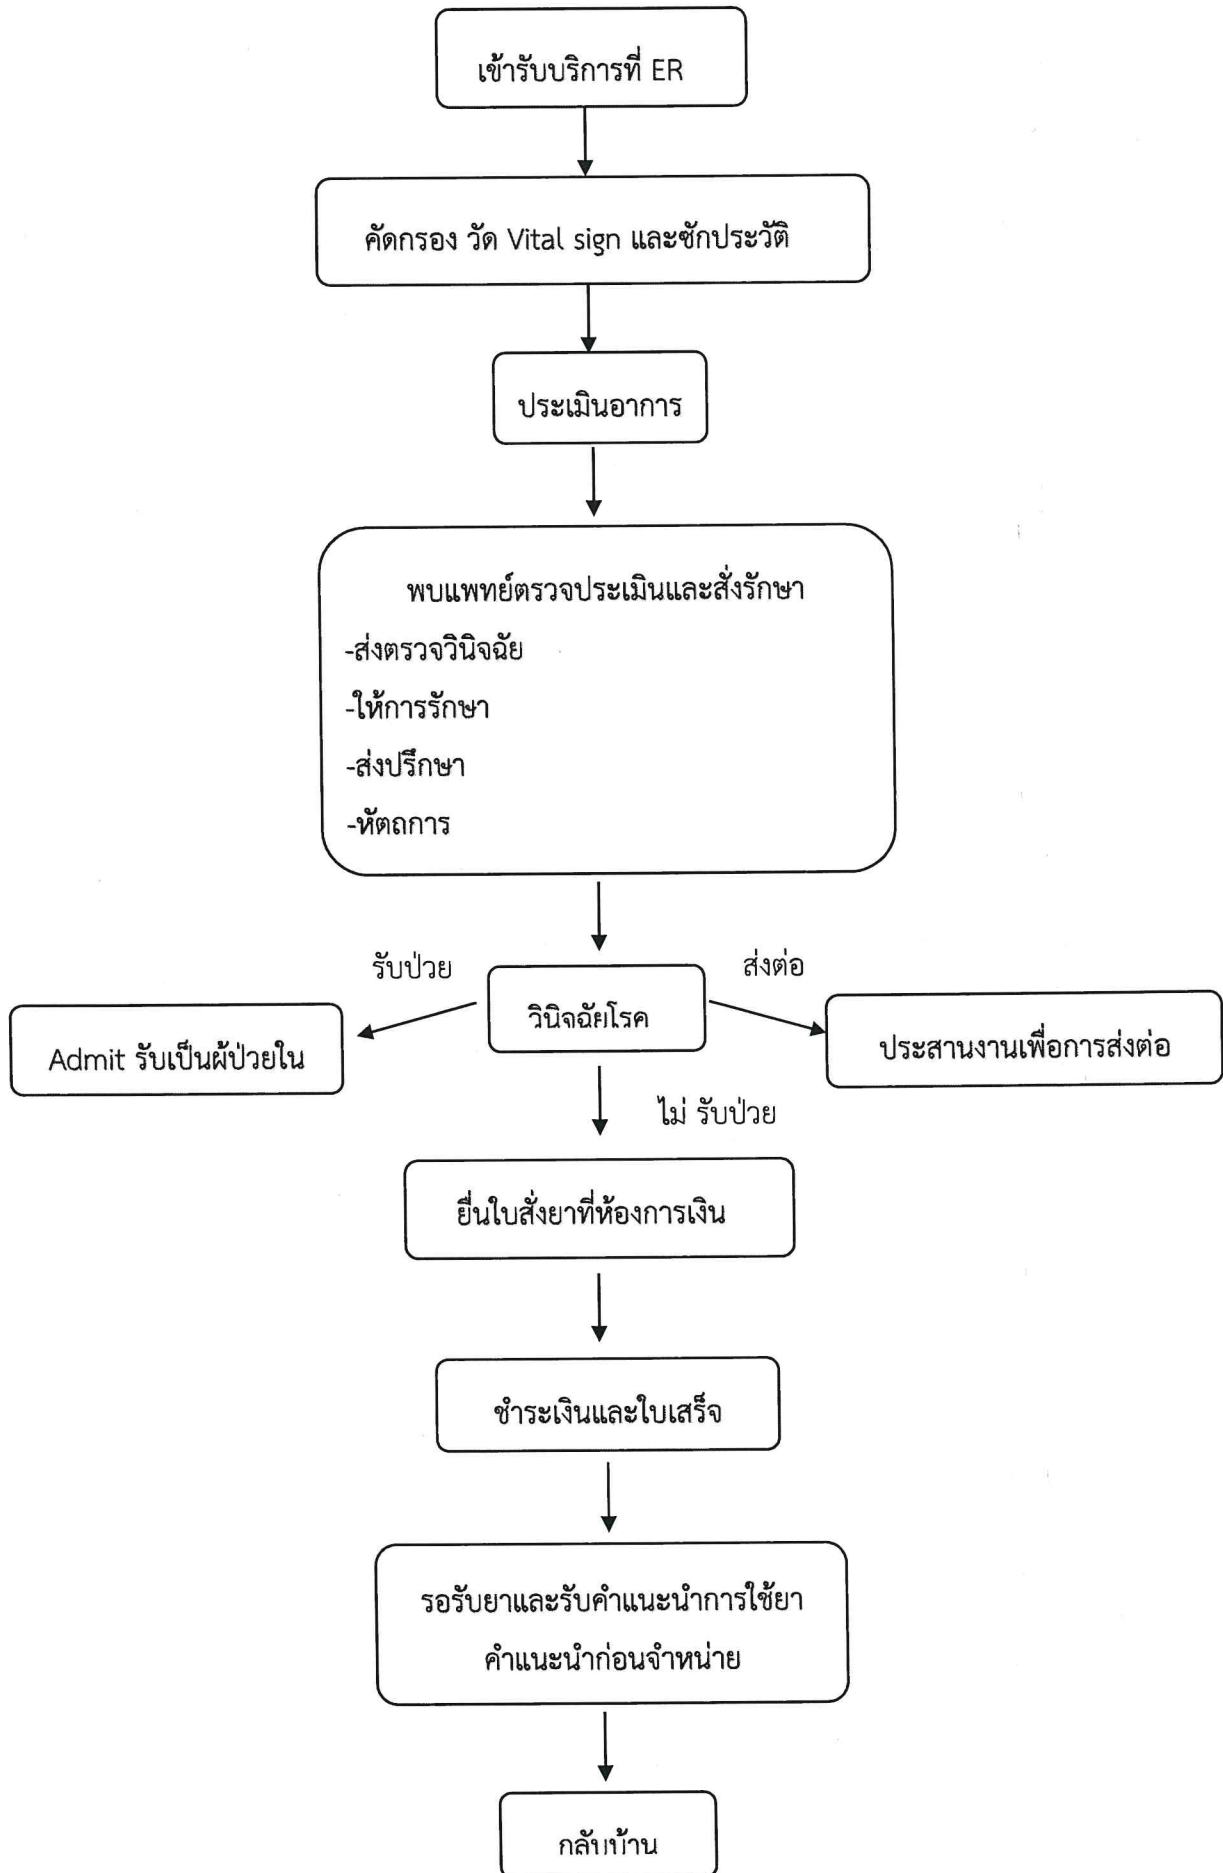 เข้ารับบริการที่ ER
คัดกรอง วัด Vital sign และซักประวัติ
ประเมินอาการ
พบแพทย์ตรวจประเมินและสั่งรักษา
-ส่งตรวจวินิจฉัย
-ให้การรักษา
-ส่งปรึกษา
-หัตถการ
รับป่วย
ส่งต่อ
วินิจฉัยโรค
Admit รับเป็นผู้ป่วยใน
ประสานงานเพื่อการส่งต่อ
ไม่ รับป่วย
ยื่นใบสั่งยาที่ห้องการเงิน
ชำระเงินและใบเสร็จ
รอรับยาและรับคำแนะนำการใช้ยา
คำแนะนำก่อนจำหน่าย
กลับบ้าน